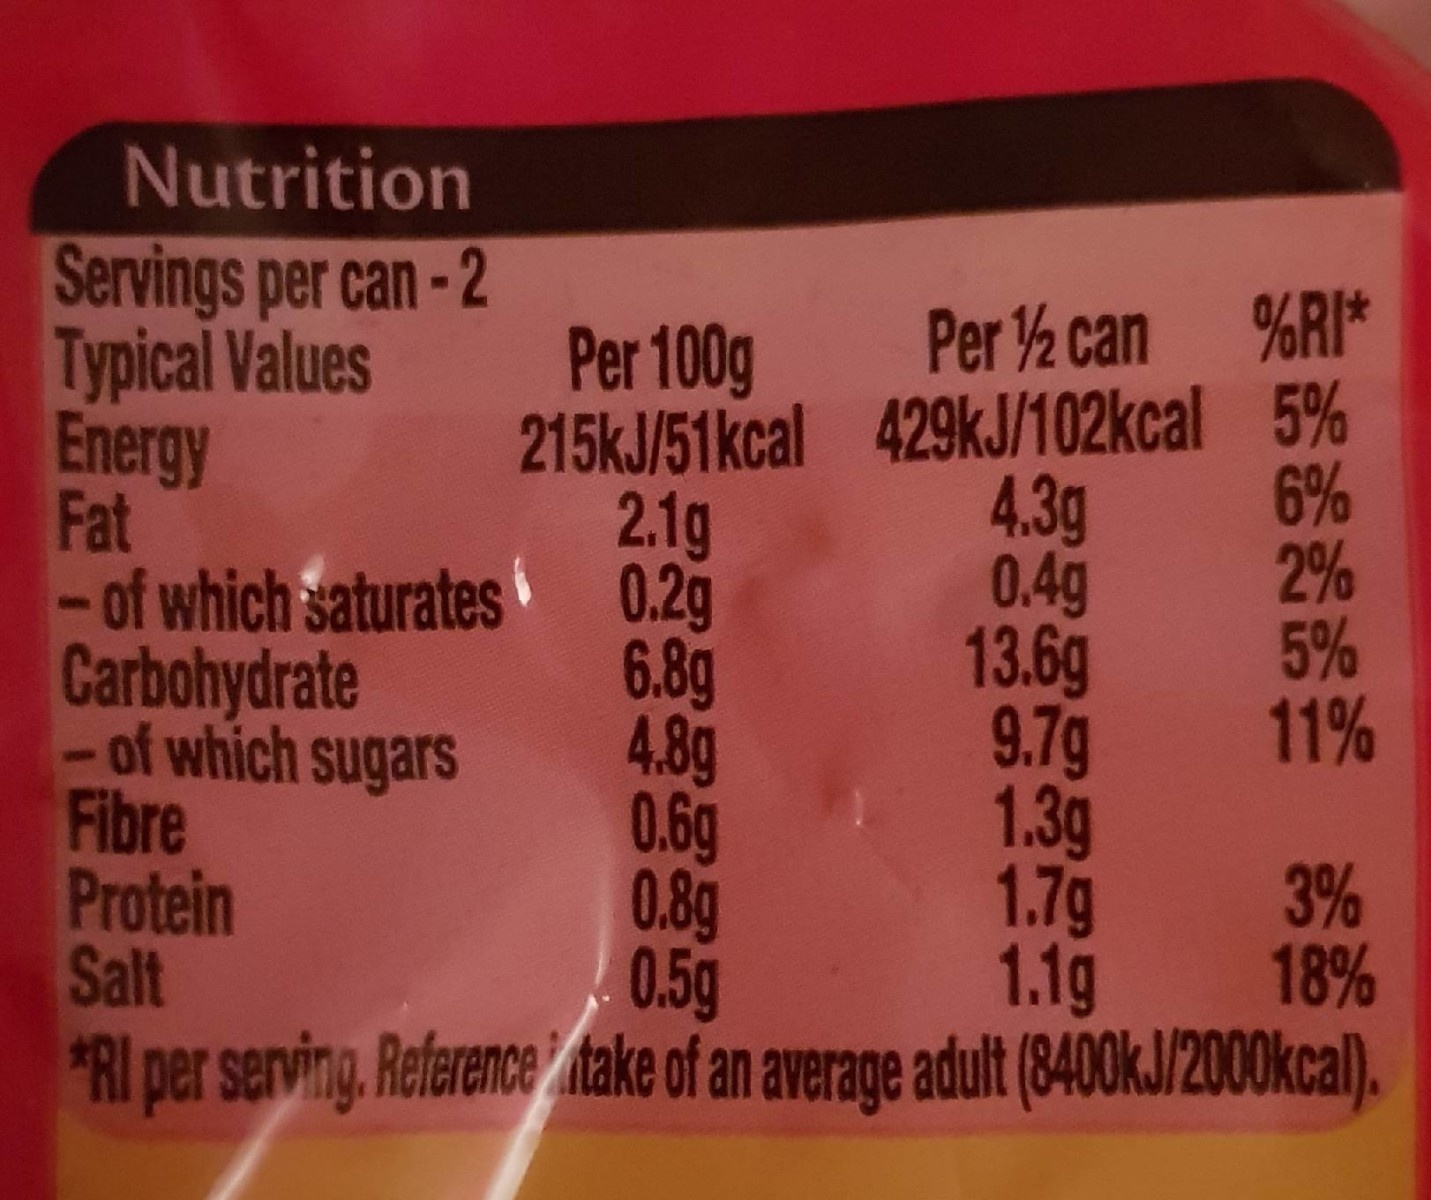 Nutrition
Servings per can - 2
Typical Values Per 100g Per ½ can %RI*
Energy 215kJ/51kcal 429kJ/102kcal 5%
Fat 2.1g 4.3g 6%
– of which saturates 0.2g 0.4g 2%
Carbohydrate 6.8g 13.6g 5%
– of which sugars 4.8g 9.7g 11%
Fibre 0.6g 1.3g
Protein 0.8g 1.7g 3%
Salt 0.5g 1.1g 18%
*RI per serving. Reference intake of an average adult (8400kJ/2000kcal).